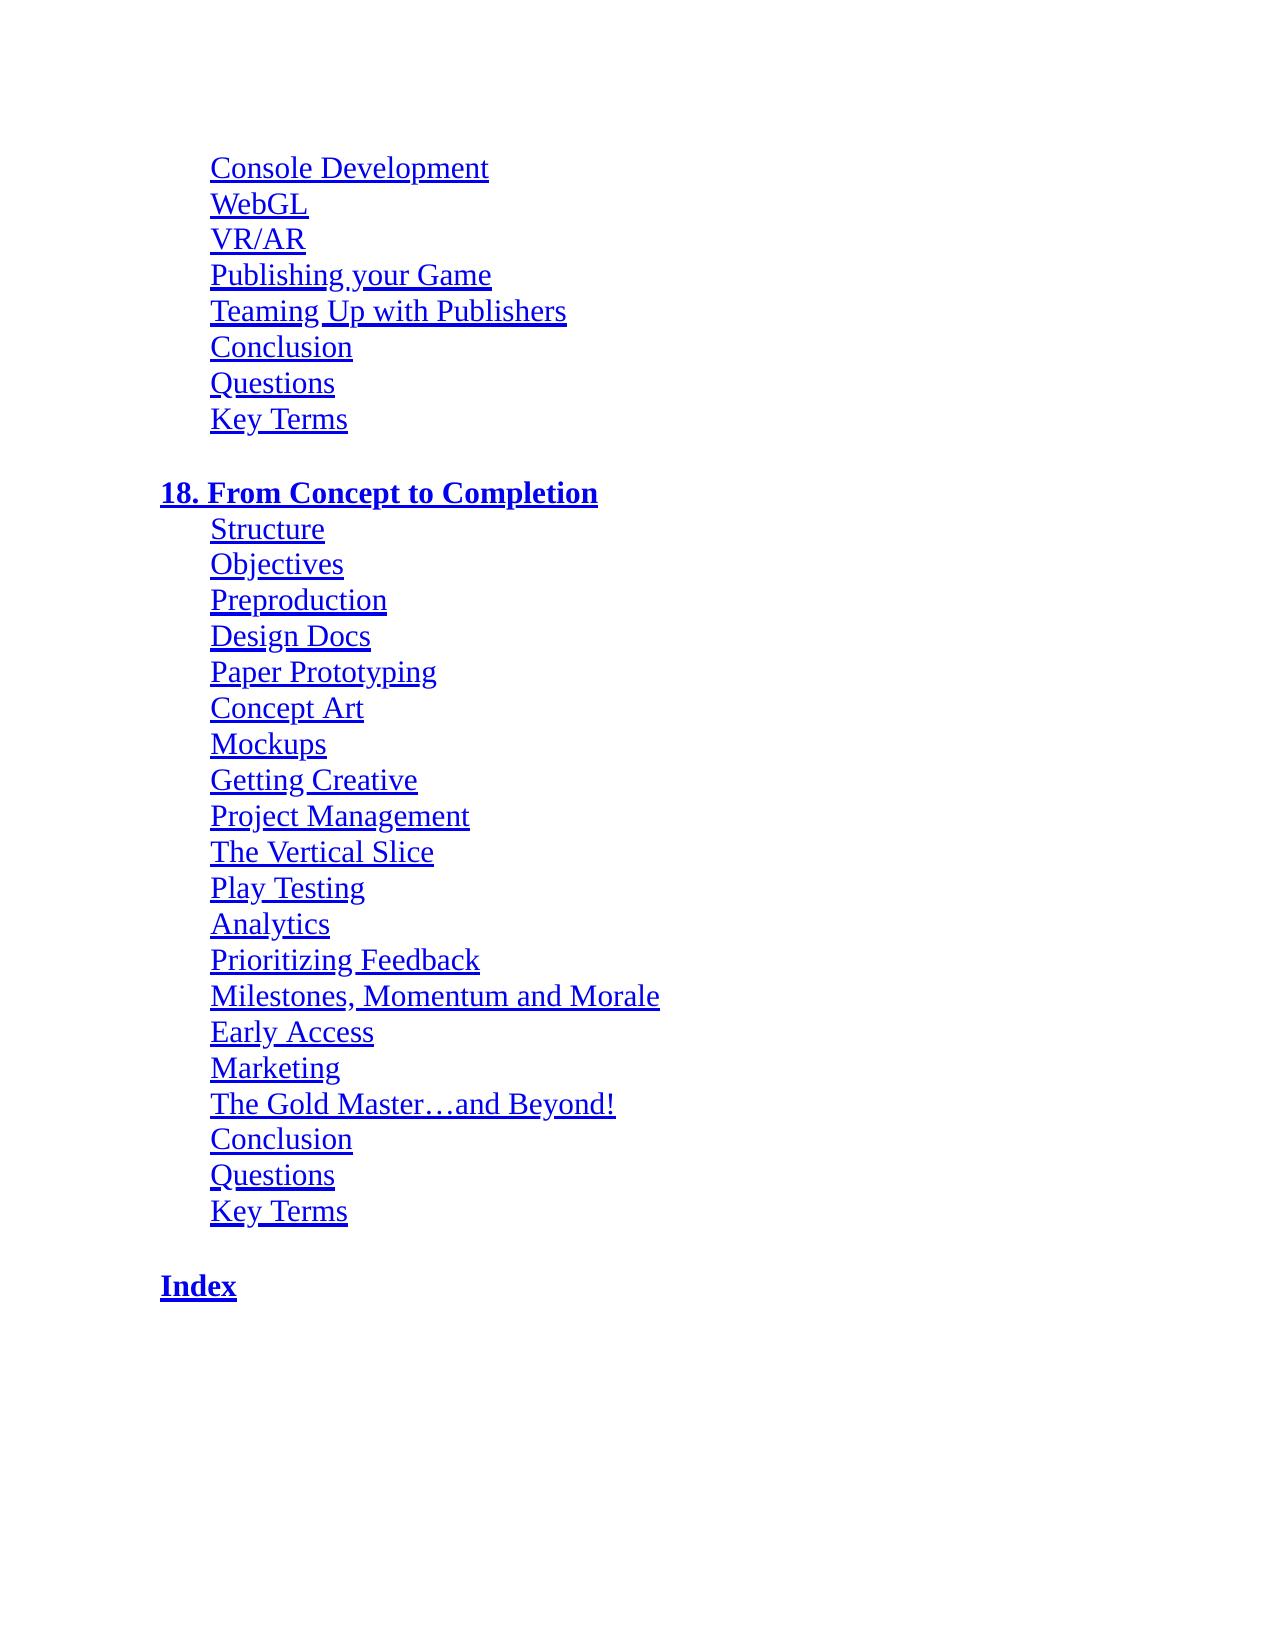 Console Development
WebGL
VR/AR
Publishing your Game
Teaming Up with Publishers
Conclusion
Questions
Key Terms
18. From Concept to Completion
Structure
Objectives
Preproduction
Design Docs
Paper Prototyping
Concept Art
Mockups
Getting Creative
Project Management
The Vertical Slice
Play Testing
Analytics
Prioritizing Feedback
Milestones, Momentum and Morale
Early Access
Marketing
The Gold Master…and Beyond!
Conclusion
Questions
Key Terms
Index